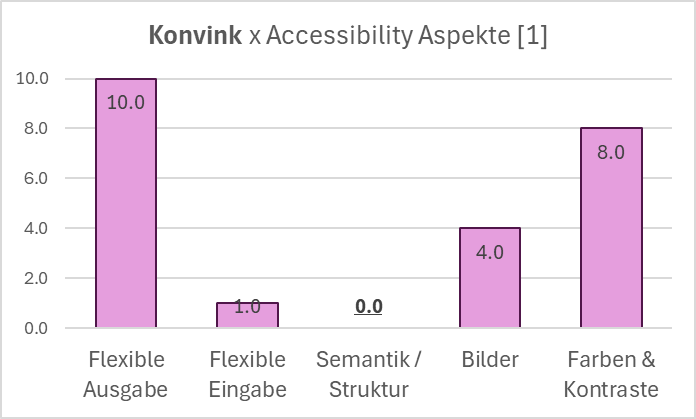 Konvink x Accessibility Aspekte [1]
10.0
8.0
6.0
4.0
2.0
0.0
10.0
1.0
0.0
4.0
8.0
Flexible
Ausgabe
Flexible
Eingabe
Semantik /
Struktur
Bilder
Farben &
Kontraste